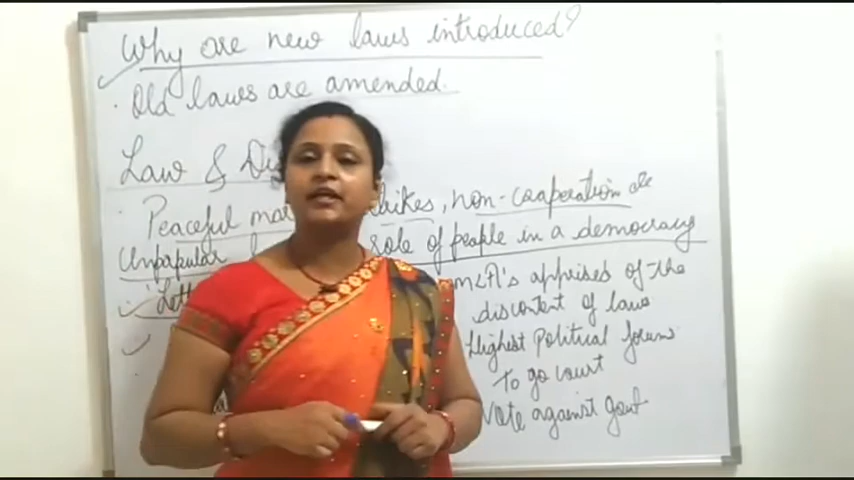 Why are new laws introduced?
Old laws are amended.
Law &
Peaceful strikes, non-cooperation etc
Unpopular role of people in a democracy
MLA's apprised of the
discontent of laws
Highest Political forums
To go court
Vote against govt